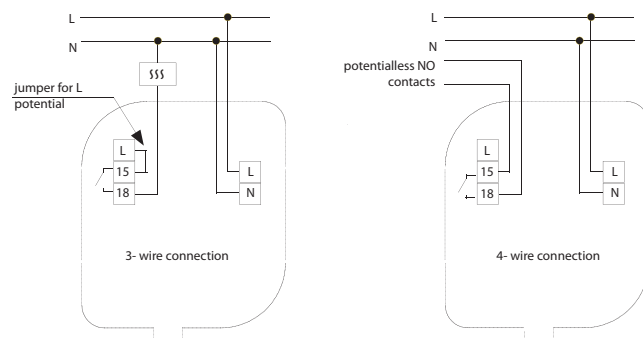 L
N
jumper for L
potential
L
15
18
L
N
3- wire connection
L
N
potentialless NO
contacts
L
15
18
L
N
4- wire connection